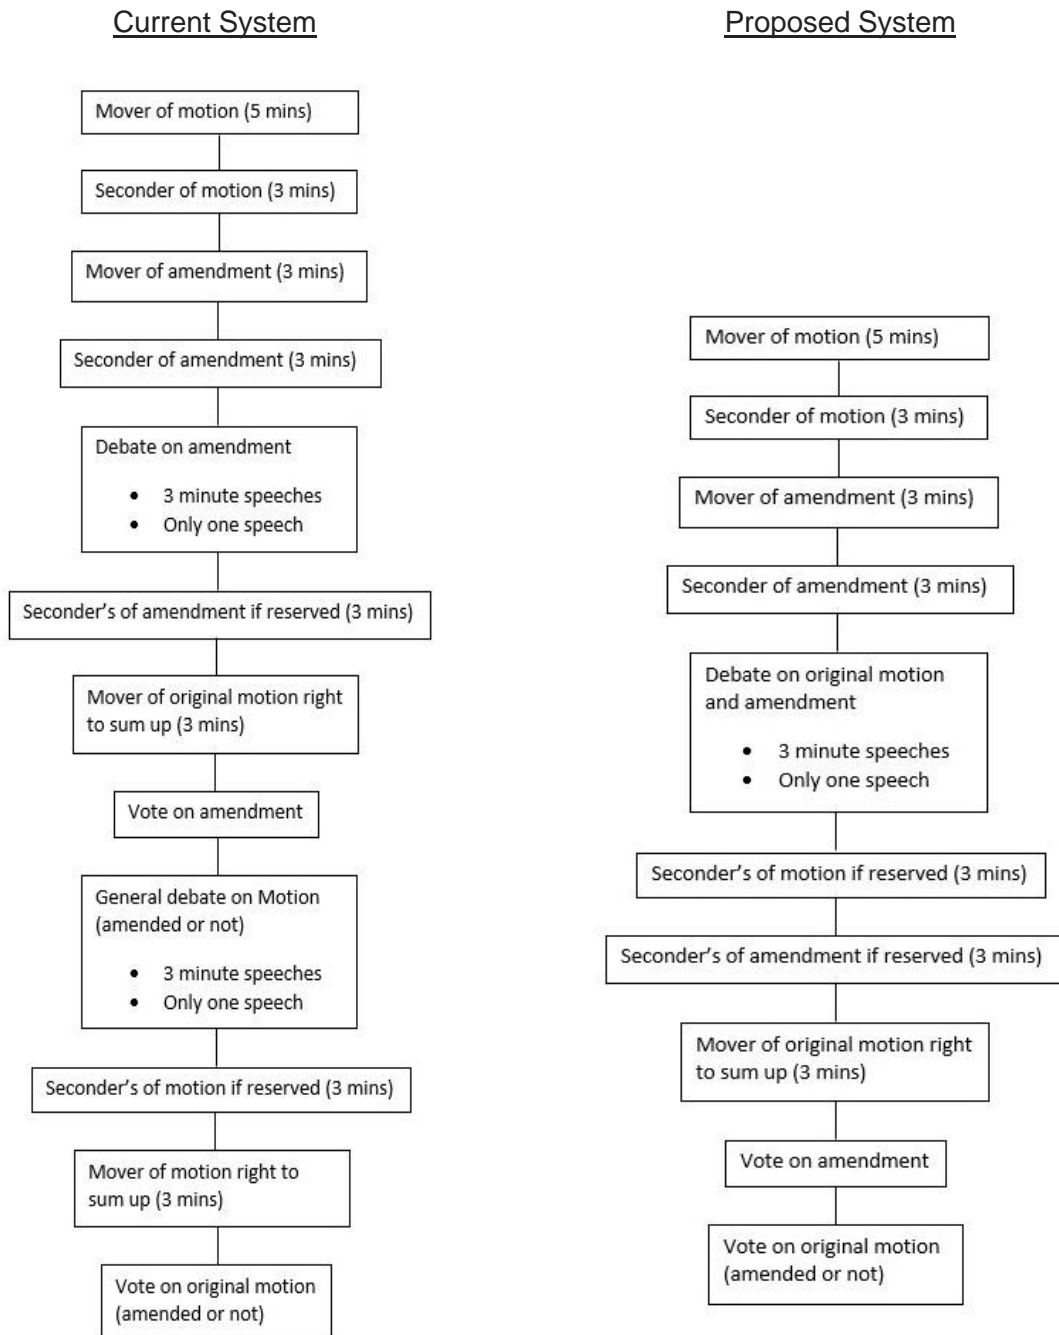 Current System
Mover of motion (5 mins)
Seconder of motion (3 mins)
Mover of amendment (3 mins)
Seconder of amendment (3 mins)
Debate on amendment
• 3 minute speeches
• Only one speech
Seconder's of amendment if reserved (3 mins)
Mover of original motion right
to sum up (3 mins)
Vote on amendment
General debate on Motion
(amended or not)
• 3 minute speeches
• Only one speech
Seconder's of motion if reserved (3 mins)
Mover of motion right to
sum up (3 mins)
Vote on original motion
(amended or not)
Proposed System
Mover of motion (5 mins)
Seconder of motion (3 mins)
Mover of amendment (3 mins)
Seconder of amendment (3 mins)
Debate on original motion
and amendment
• 3 minute speeches
• Only one speech
Seconder's of motion if reserved (3 mins)
Seconder's of amendment if reserved (3 mins)
Mover of original motion right
to sum up (3 mins)
Vote on amendment
Vote on original motion
(amended or not)